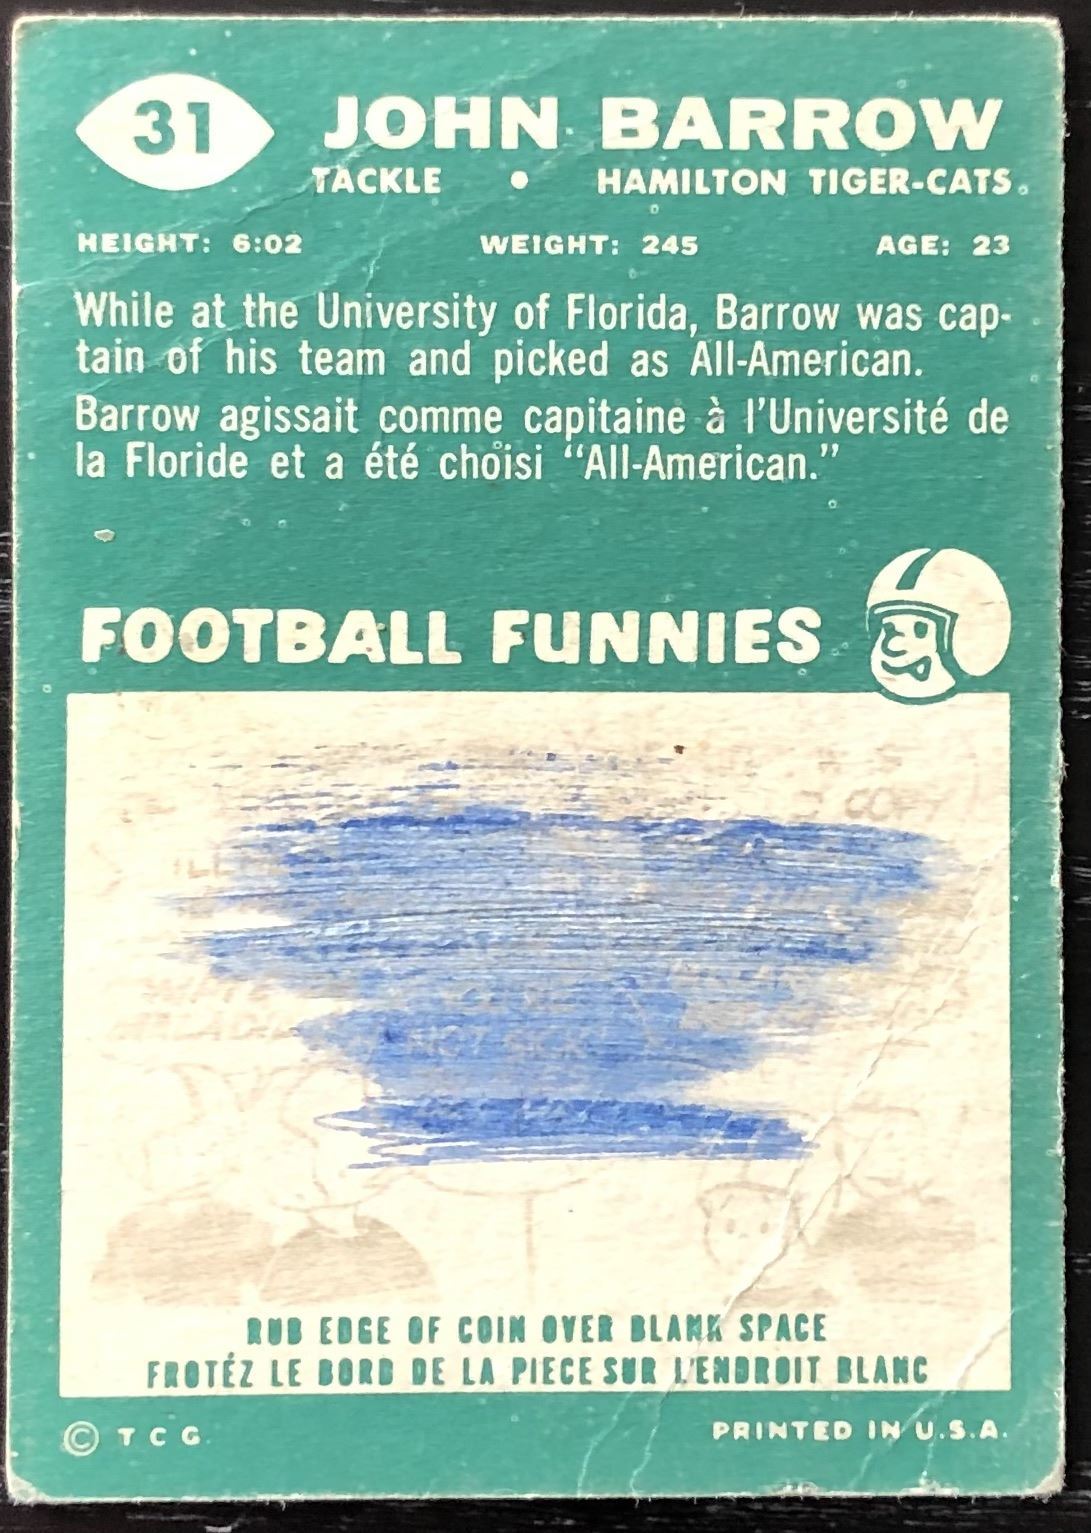 31
JOHN BARROW
TACKLE • HAMILTON TIGER-CATS
HEIGHT: 6:02 WEIGHT: 245 AGE: 23
While at the University of Florida, Barrow was cap-
tain of his team and picked as All-American.
Barrow agissait comme capitaine à l'Université de
la Floride et a été choisi "All-American."
FOOTBALL FUNNIES
COPY
NOT SICK
RUB EDGE OF COIN OVER BLANK SPACE
FROTÉZ LE BORD DE LA PIECE SUR L'ENDROIT BLANC
© T C G
PRINTED IN U.S.A.